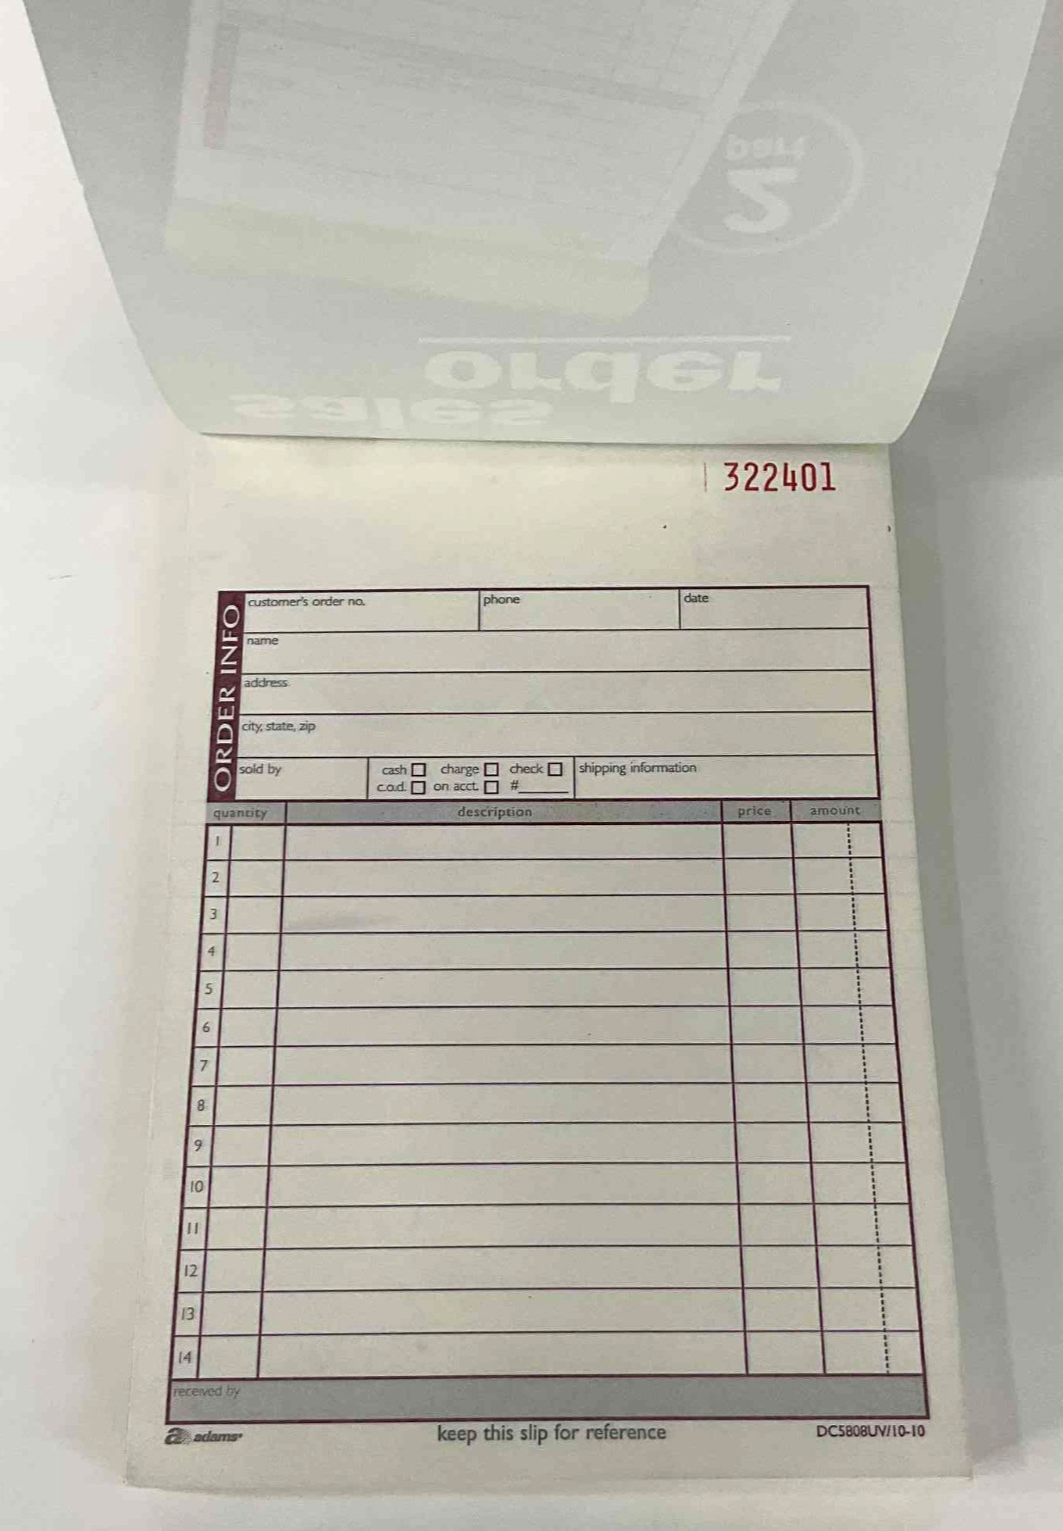 part
2
order
sales
322401
ORDER INFO
customer's order no. phone date
name
address
city, state, zip
sold by cash charge check shipping information
c.o.d. on acct. #
quantity description price amount
1
2
3
4
5
6
7
8
9
10
11
12
13
14
received by
adams keep this slip for reference DC5808UV/10-10